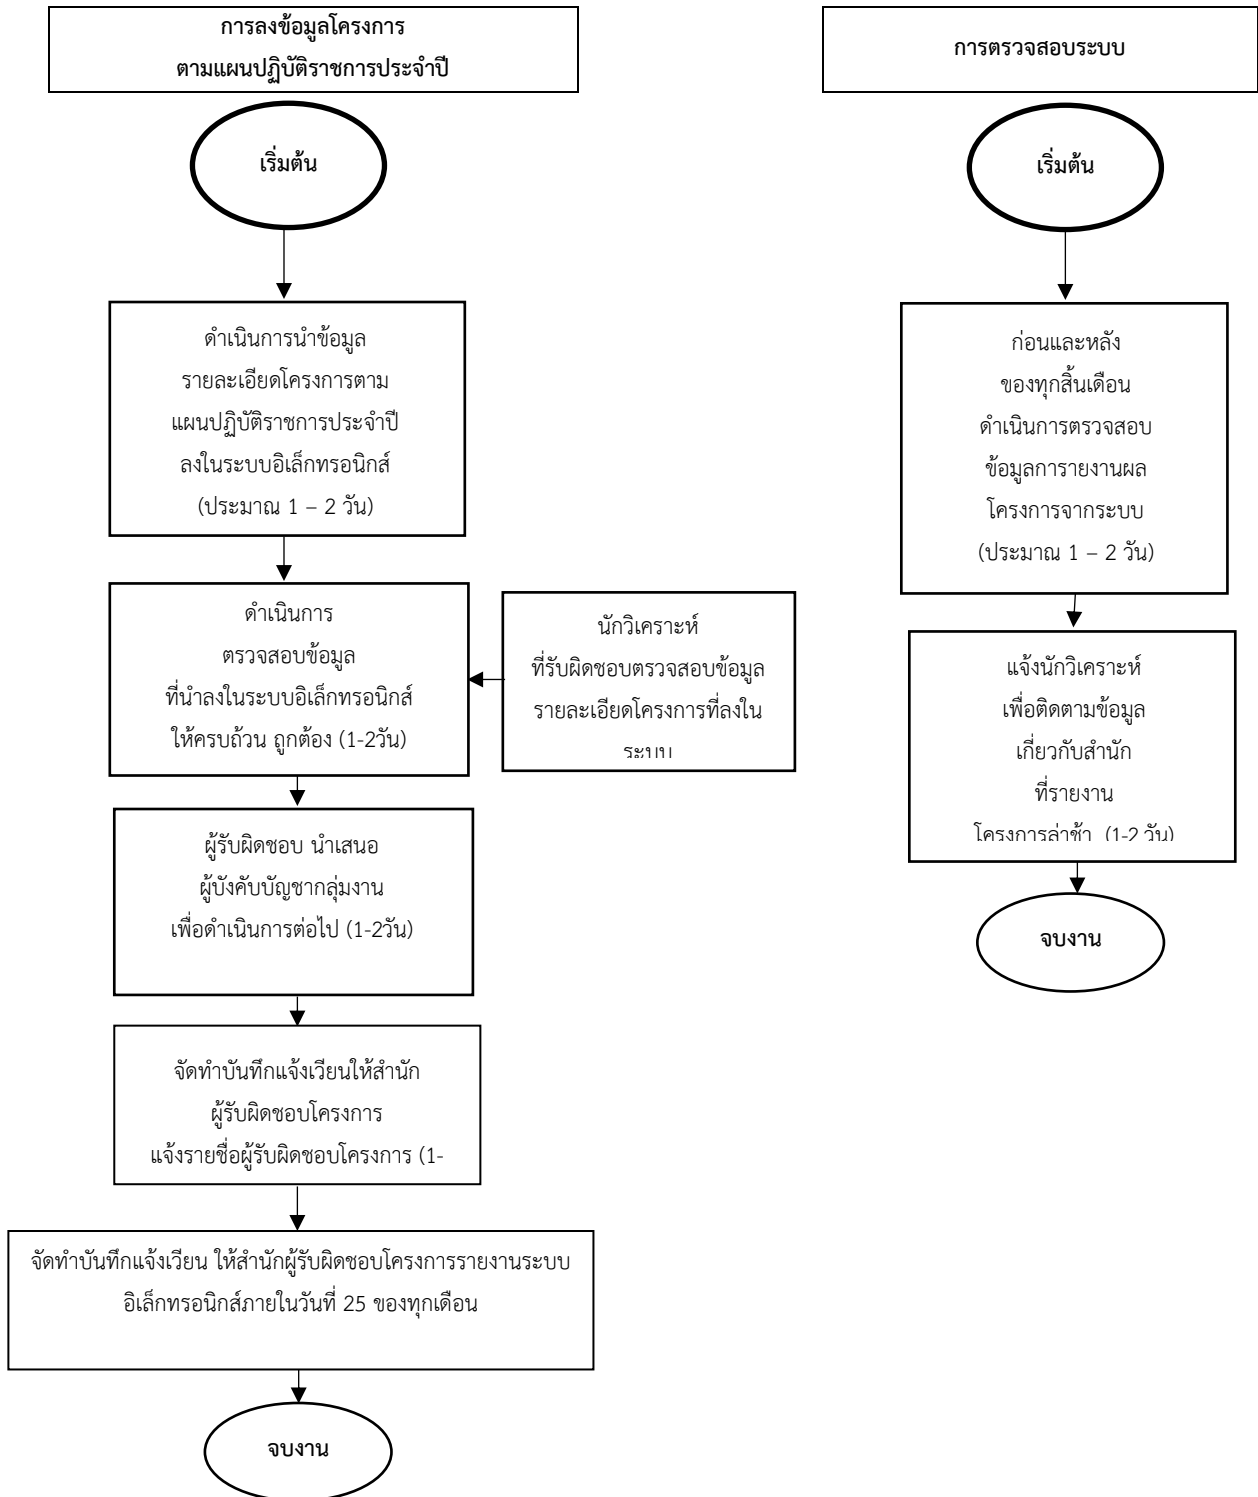 การลงข้อมูลโครงการ
ตามแผนปฏิบัติราชการประจำปี
เริ่มต้น
ดำเนินการนำข้อมูล
รายละเอียดโครงการตาม
แผนปฏิบัติราชการประจำปี
ลงในระบบอิเล็กทรอนิกส์
(ประมาณ 1 – 2 วัน)
ดำเนินการ
ตรวจสอบข้อมูล
ที่นำลงในระบบอิเล็กทรอนิกส์
ให้ครบถ้วน ถูกต้อง (1-2วัน)
นักวิเคราะห์
ที่รับผิดชอบตรวจสอบข้อมูล
รายละเอียดโครงการที่ลงใน
ระบบ
ผู้รับผิดชอบ นำเสนอ
ผู้บังคับบัญชากลุ่มงาน
เพื่อดำเนินการต่อไป (1-2วัน)
จัดทำบันทึกแจ้งเวียนให้สำนัก
ผู้รับผิดชอบโครงการ
แจ้งรายชื่อผู้รับผิดชอบโครงการ (1-
จัดทำบันทึกแจ้งเวียน ให้สำนักผู้รับผิดชอบโครงการรายงานระบบ
อิเล็กทรอนิกส์ภายในวันที่ 25 ของทุกเดือน
จบงาน
การตรวจสอบระบบ
เริ่มต้น
ก่อนและหลัง
ของทุกสิ้นเดือน
ดำเนินการตรวจสอบ
ข้อมูลการายงานผล
โครงการจากระบบ
(ประมาณ 1 – 2 วัน)
แจ้งนักวิเคราะห์
เพื่อติดตามข้อมูล
เกี่ยวกับสำนัก
ที่รายงาน
โครงการล่าช้า (1-2 วัน)
จบงาน